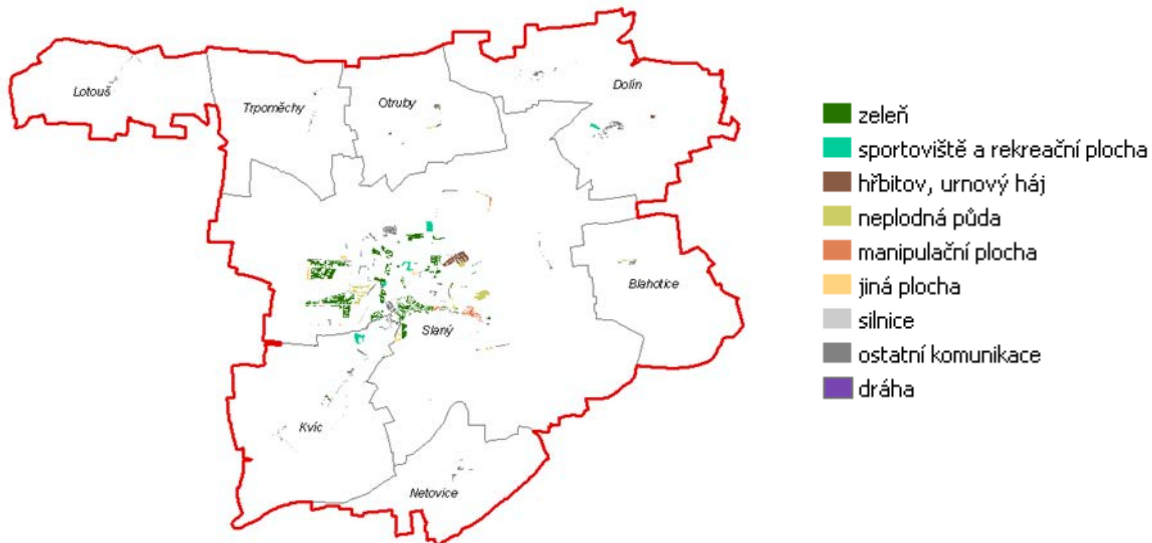 Lotouš
Trpoměchy
Otruby
Dolín
Blahotice
Slaný
Kvíc
Netovice
zeleň
sportoviště a rekreační plocha
hřbitov, urnový háj
neplodná půda
manipulační plocha
jiná plocha
silnice
ostatní komunikace
dráha